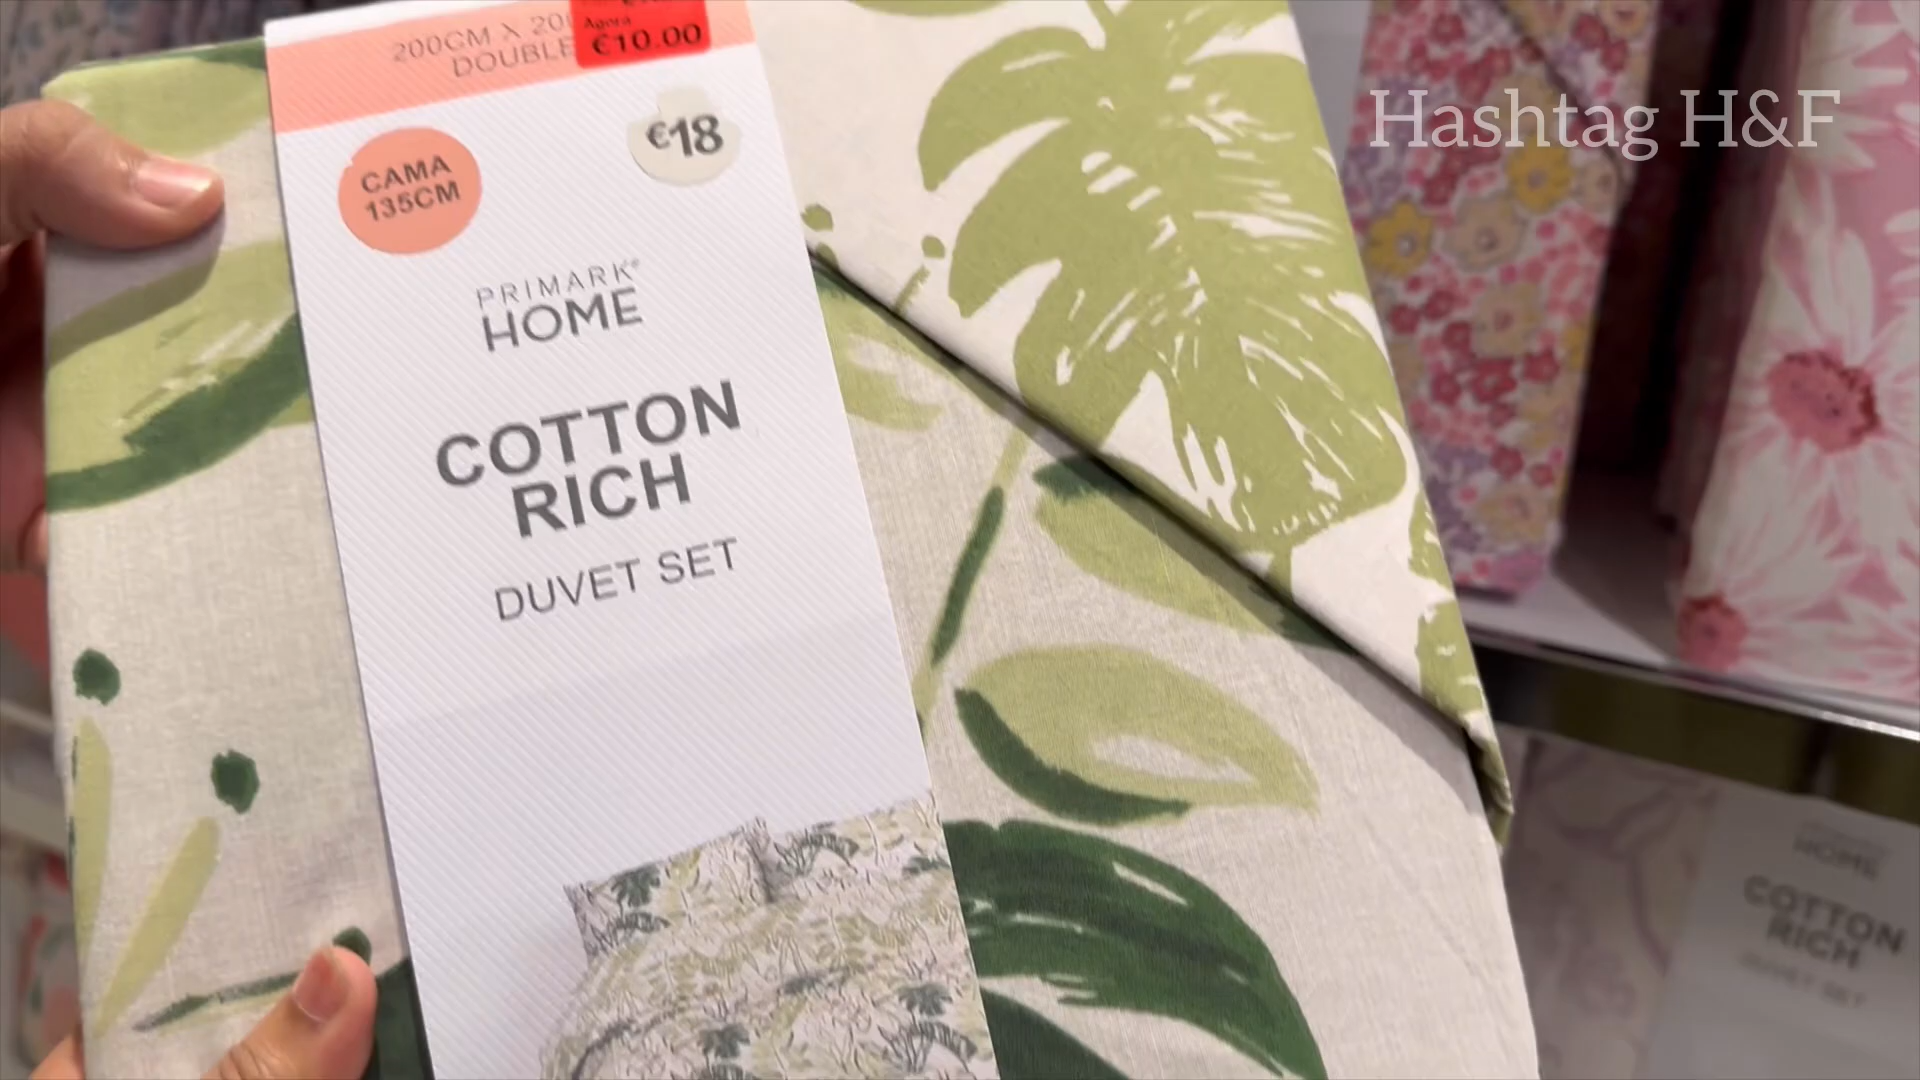 200CM X 20
DOUBLE
Agora
€10.00
€18
CAMA
135CM
PRIMARK®
HOME
COTTON
RICH
DUVET SET
Hashtag H&F
HOME
COTTON
RICH
DUVET SET